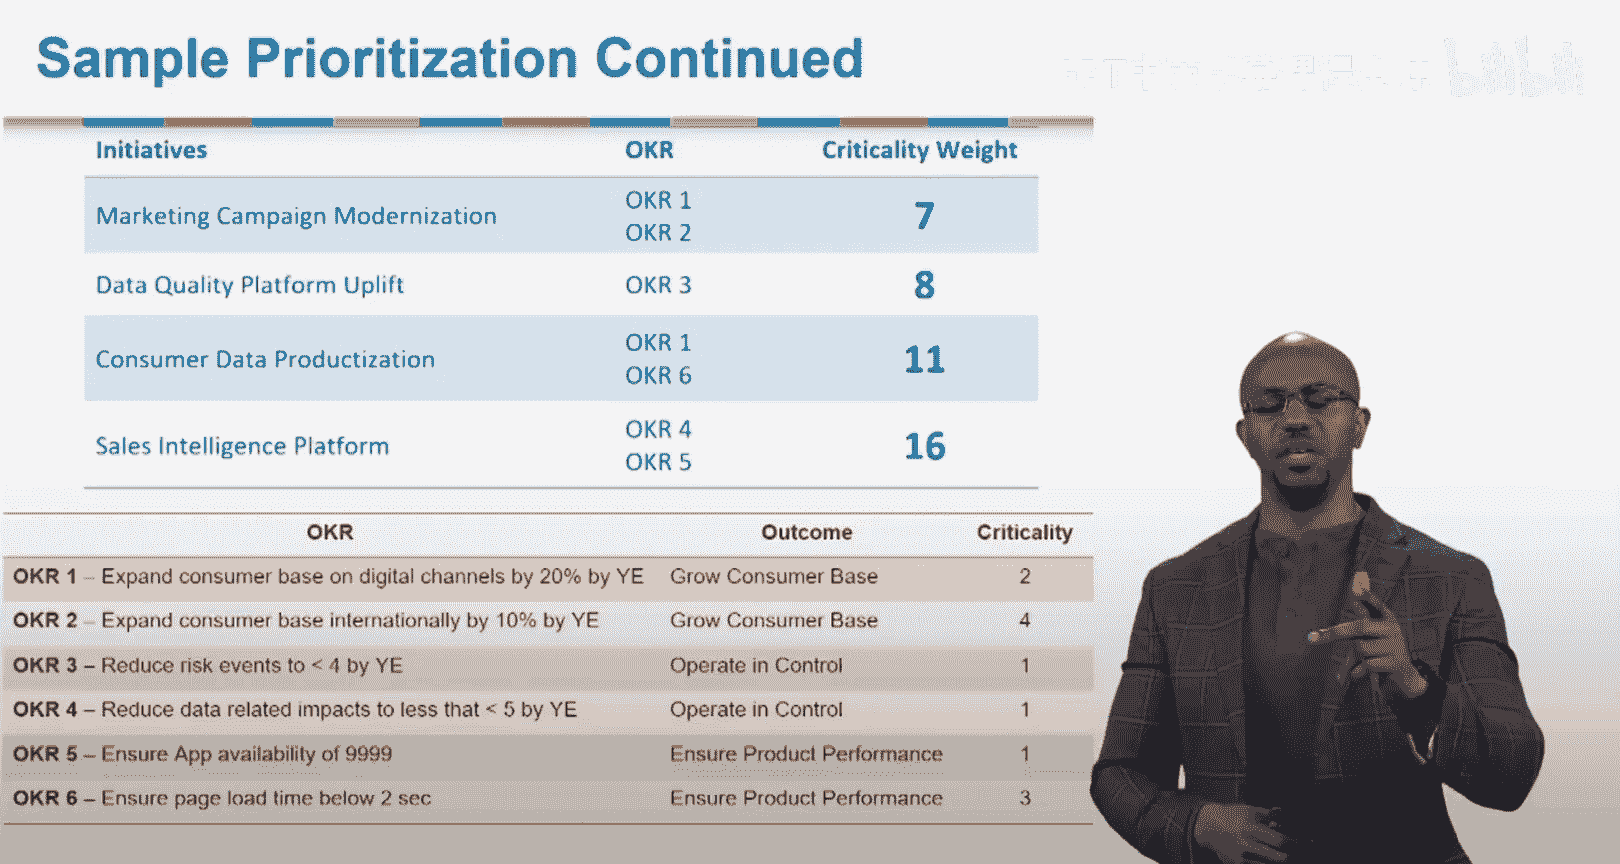 Sample Prioritization Continued
bilibili
Initiatives OKR Criticality Weight
Marketing Campaign Modernization OKR 1 OKR 2 7
Data Quality Platform Uplift OKR 3 8
Consumer Data Productization OKR 1 OKR 6 11
Sales Intelligence Platform OKR 4 OKR 5 16
OKR Outcome Criticality
OKR 1 – Expand consumer base on digital channels by 20% by YE Grow Consumer Base 2
OKR 2 – Expand consumer base internationally by 10% by YE Grow Consumer Base 4
OKR 3 – Reduce risk events to < 4 by YE Operate in Control 1
OKR 4 – Reduce data related impacts to less that < 5 by YE Operate in Control 1
OKR 5 – Ensure App availability of 9999 Ensure Product Performance 1
OKR 6 – Ensure page load time below 2 sec Ensure Product Performance 3